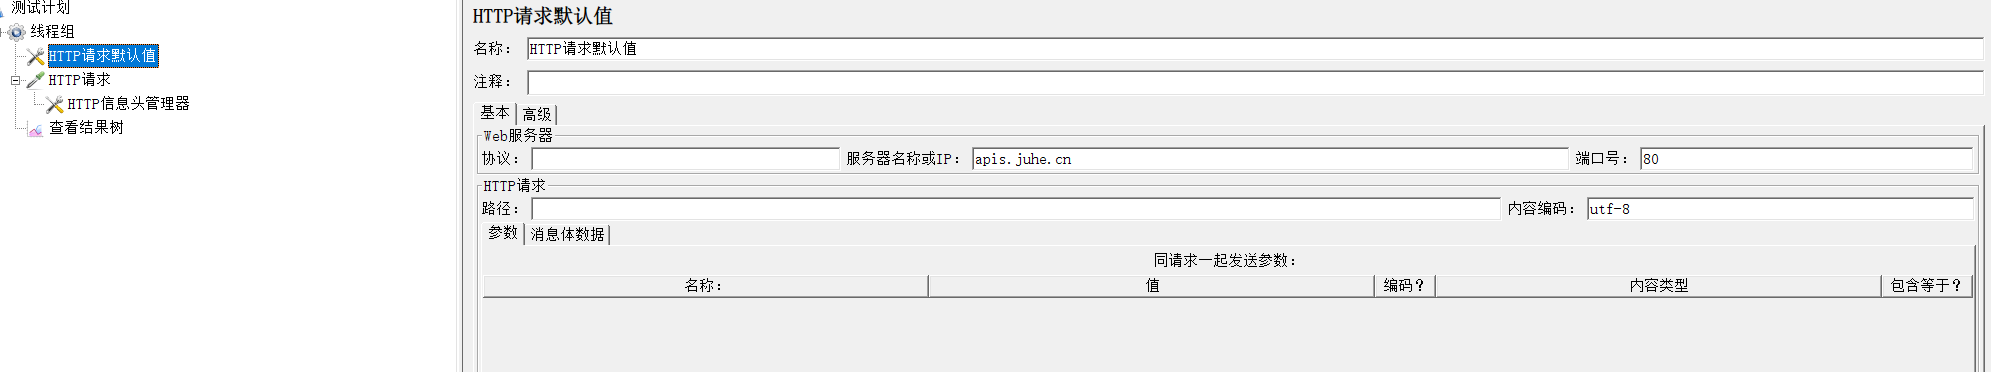 测试计划
线程组
HTTP请求默认值
HTTP请求
HTTP信息头管理器
查看结果树
HTTP请求默认值
名称： HTTP请求默认值
注释：
基本 高级
Web服务器
协议： 服务器名称或IP： apis.juhe.cn 端口号： 80
HTTP请求
路径： 内容编码： utf-8
参数 消息体数据
同请求一起发送参数：
名称： 值 编码？ 内容类型 包含等于？